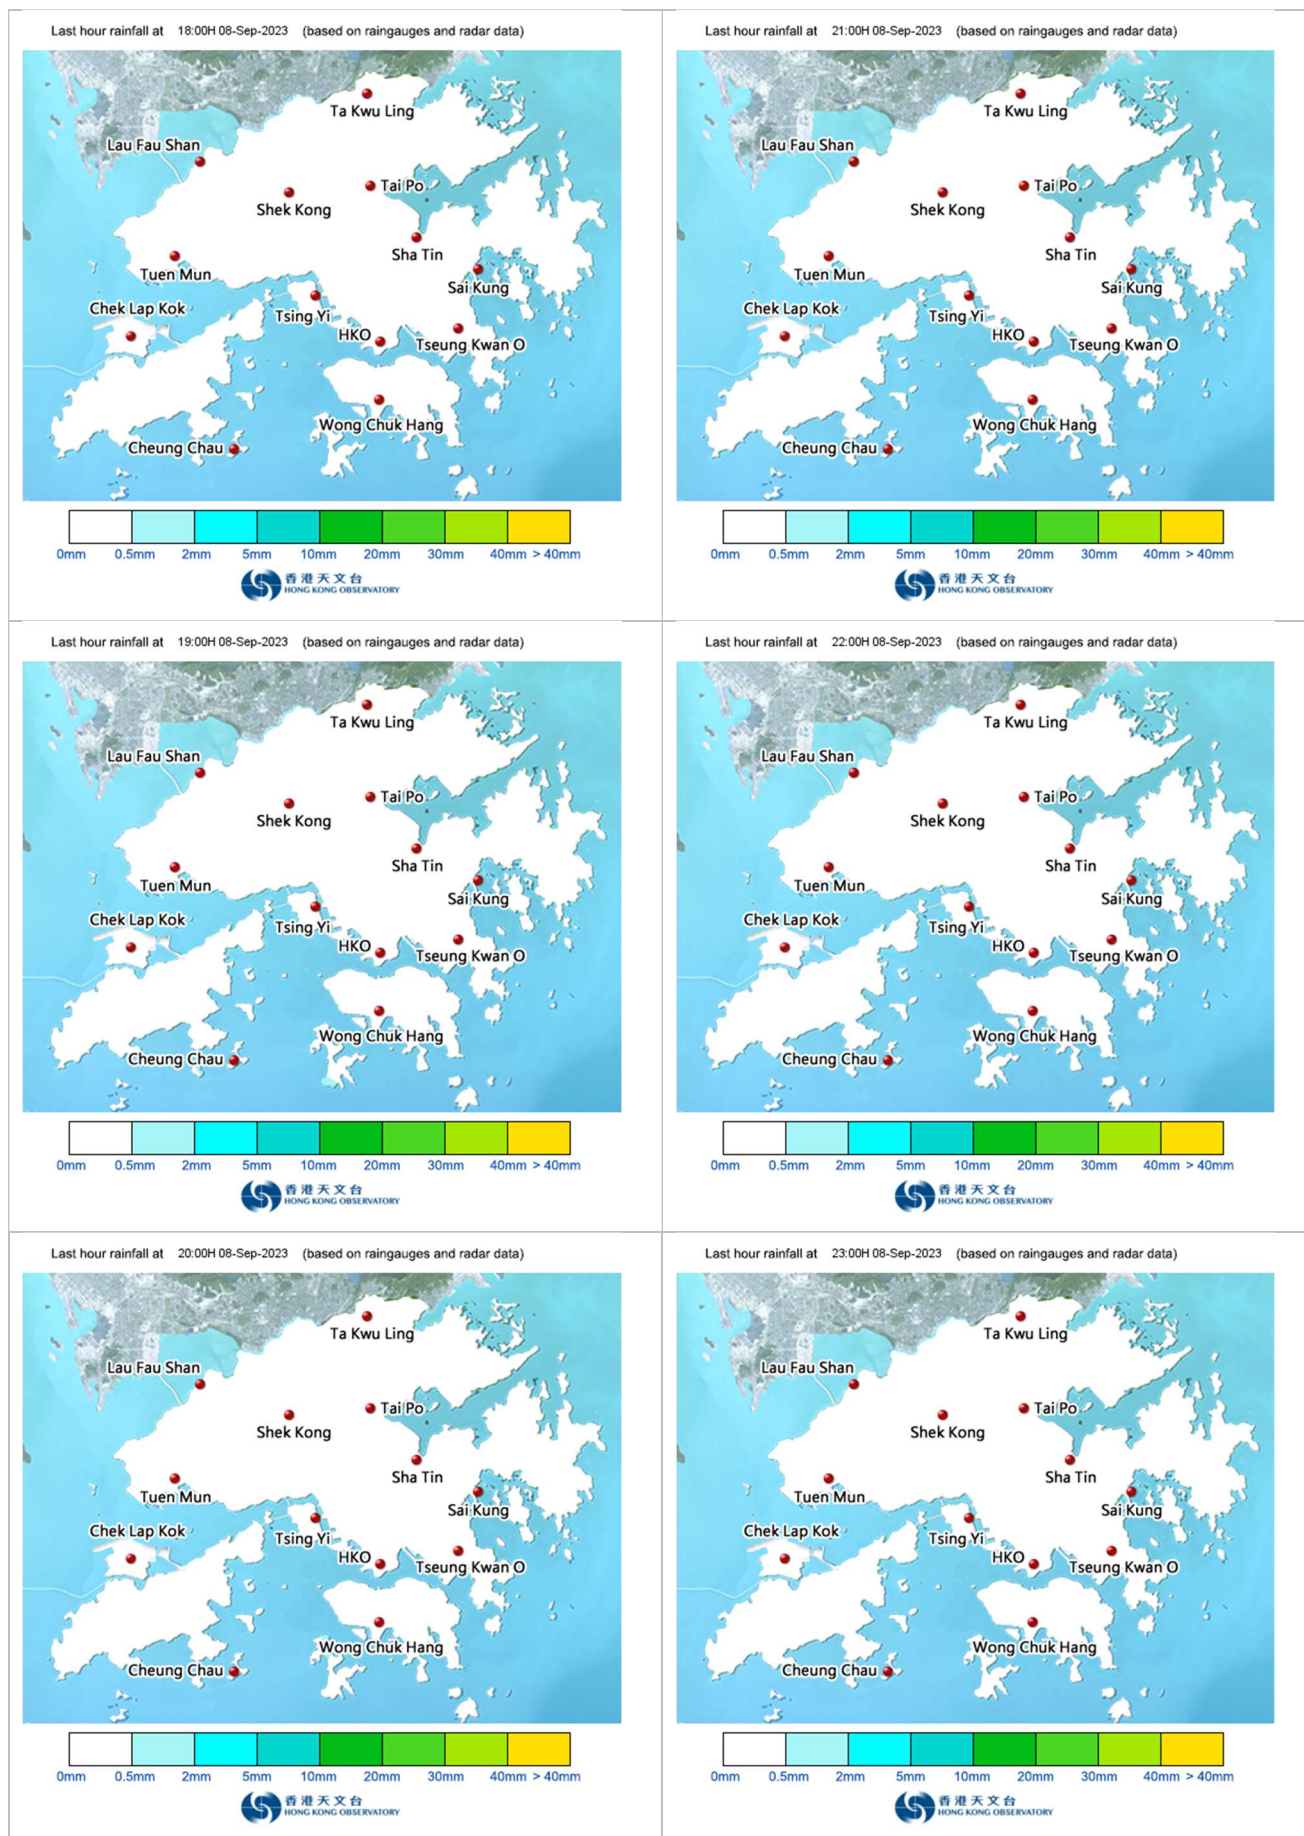 Last hour rainfall at 18:00H 08-Sep-2023 (based on raingauges and radar data)
Ta Kwu Ling
Lau Fau Shan
Tai Po
Shek Kong
Sha Tin
Tuen Mun
Sai Kung
Chek Lap Kok
Tsing Yi
HKO
Tseung Kwan O
Wong Chuk Hang
Cheung Chau
0mm 0.5mm 2mm 5mm 10mm 20mm 30mm 40mm > 40mm
香港天文台
HONG KONG OBSERVATORY
Last hour rainfall at 21:00H 08-Sep-2023 (based on raingauges and radar data)
Ta Kwu Ling
Lau Fau Shan
Tai Po
Shek Kong
Sha Tin
Tuen Mun
Sai Kung
Chek Lap Kok
Tsing Yi
HKO
Tseung Kwan O
Wong Chuk Hang
Cheung Chau
0mm 0.5mm 2mm 5mm 10mm 20mm 30mm 40mm > 40mm
香港天文台
HONG KONG OBSERVATORY
Last hour rainfall at 19:00H 08-Sep-2023 (based on raingauges and radar data)
Ta Kwu Ling
Lau Fau Shan
Tai Po
Shek Kong
Sha Tin
Tuen Mun
Sai Kung
Chek Lap Kok
Tsing Yi
HKO
Tseung Kwan O
Wong Chuk Hang
Cheung Chau
0mm 0.5mm 2mm 5mm 10mm 20mm 30mm 40mm > 40mm
香港天文台
HONG KONG OBSERVATORY
Last hour rainfall at 22:00H 08-Sep-2023 (based on raingauges and radar data)
Ta Kwu Ling
Lau Fau Shan
Tai Po
Shek Kong
Sha Tin
Tuen Mun
Sai Kung
Chek Lap Kok
Tsing Yi
HKO
Tseung Kwan O
Wong Chuk Hang
Cheung Chau
0mm 0.5mm 2mm 5mm 10mm 20mm 30mm 40mm > 40mm
香港天文台
HONG KONG OBSERVATORY
Last hour rainfall at 20:00H 08-Sep-2023 (based on raingauges and radar data)
Ta Kwu Ling
Lau Fau Shan
Tai Po
Shek Kong
Sha Tin
Tuen Mun
Sai Kung
Chek Lap Kok
Tsing Yi
HKO
Tseung Kwan O
Wong Chuk Hang
Cheung Chau
0mm 0.5mm 2mm 5mm 10mm 20mm 30mm 40mm > 40mm
香港天文台
HONG KONG OBSERVATORY
Last hour rainfall at 23:00H 08-Sep-2023 (based on raingauges and radar data)
Ta Kwu Ling
Lau Fau Shan
Tai Po
Shek Kong
Sha Tin
Tuen Mun
Sai Kung
Chek Lap Kok
Tsing Yi
HKO
Tseung Kwan O
Wong Chuk Hang
Cheung Chau
0mm 0.5mm 2mm 5mm 10mm 20mm 30mm 40mm > 40mm
香港天文台
HONG KONG OBSERVATORY